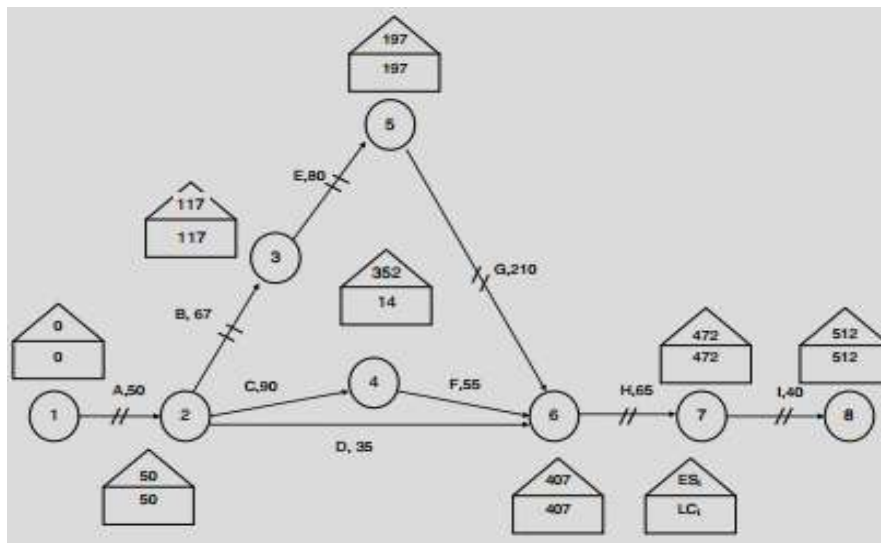 197
197
5
E,80
117
117
3
G,210
352
14
B, 67
0
0
472
472
512
512
A,50
C,90
4
F,55
H,65
I,40
1
2
6
7
8
D, 35
50
50
407
407
ESᵢ
LCᵢ